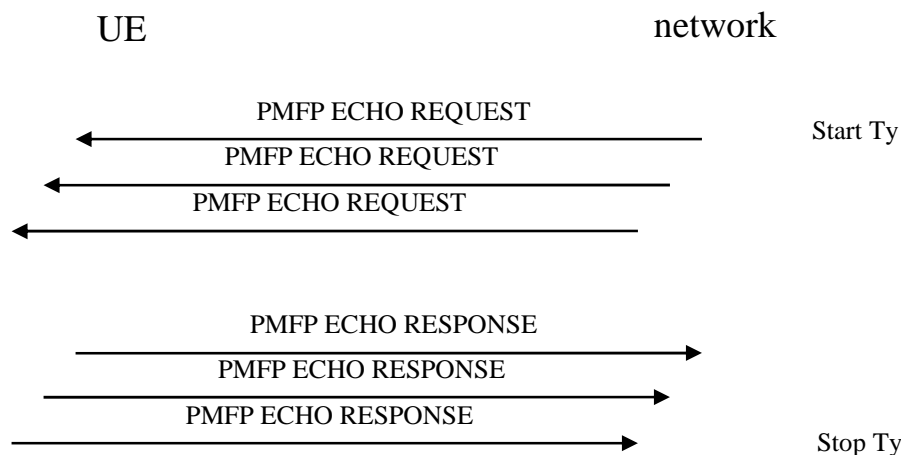 UE
network
PMFP ECHO REQUEST
Start Ty
PMFP ECHO REQUEST
PMFP ECHO REQUEST
PMFP ECHO RESPONSE
PMFP ECHO RESPONSE
PMFP ECHO RESPONSE
Stop Ty